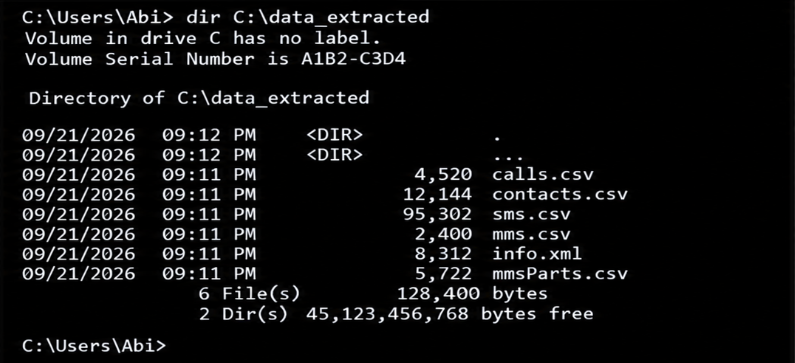 C:\Users\Abi> dir C:\data_extracted
Volume in drive C has no label.
Volume Serial Number is A1B2-C3D4
Directory of C:\data_extracted
09/21/2026 09:12 PM <DIR> .
09/21/2026 09:12 PM <DIR> ...
09/21/2026 09:11 PM 4,520 calls.csv
09/21/2026 09:11 PM 12,144 contacts.csv
09/21/2026 09:11 PM 95,302 sms.csv
09/21/2026 09:11 PM 2,400 mms.csv
09/21/2026 09:11 PM 8,312 info.xml
09/21/2026 09:11 PM 5,722 mmsParts.csv
6 File(s) 128,400 bytes
2 Dir(s) 45,123,456,768 bytes free
C:\Users\Abi>